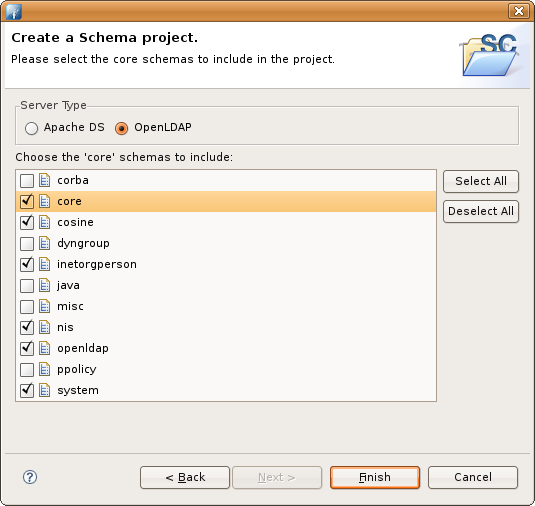 Create a Schema project.
Please select the core schemas to include in the project.
SC
Server Type
Apache DS
OpenLDAP
Choose the 'core' schemas to include:
corba
core
cosine
dyngroup
inetorgperson
java
misc
nis
openldap
ppolicy
system
Select All
Deselect All
?
< Back
Next >
Finish
Cancel